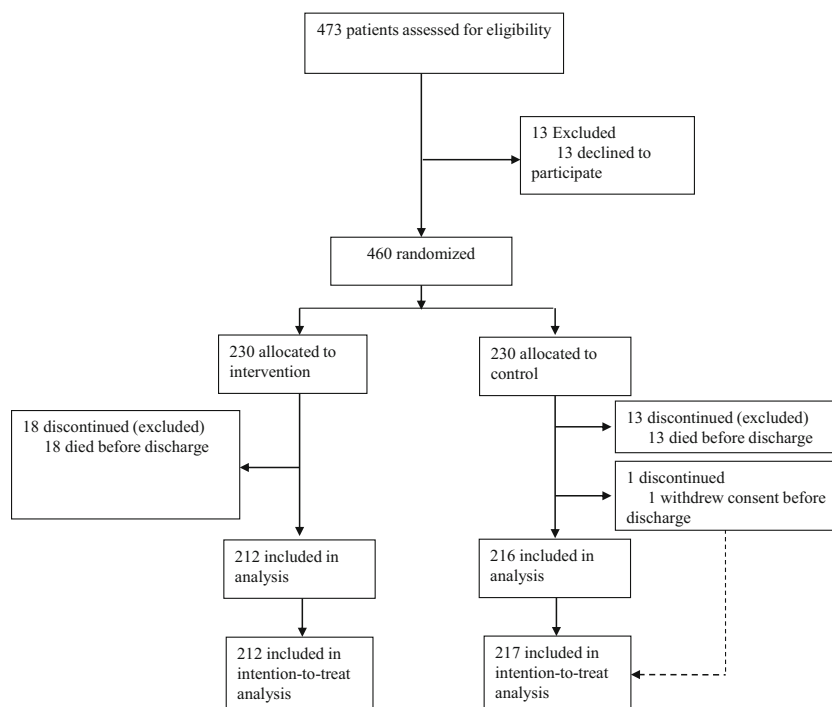 473 patients assessed for eligibility
13 Excluded
13 declined to
participate
460 randomized
230 allocated to
intervention
230 allocated to
control
18 discontinued (excluded)
18 died before discharge
13 discontinued (excluded)
13 died before discharge
1 discontinued
1 withdrew consent before
discharge
212 included in
analysis
216 included in
analysis
212 included in
intention-to-treat
analysis
217 included in
intention-to-treat
analysis